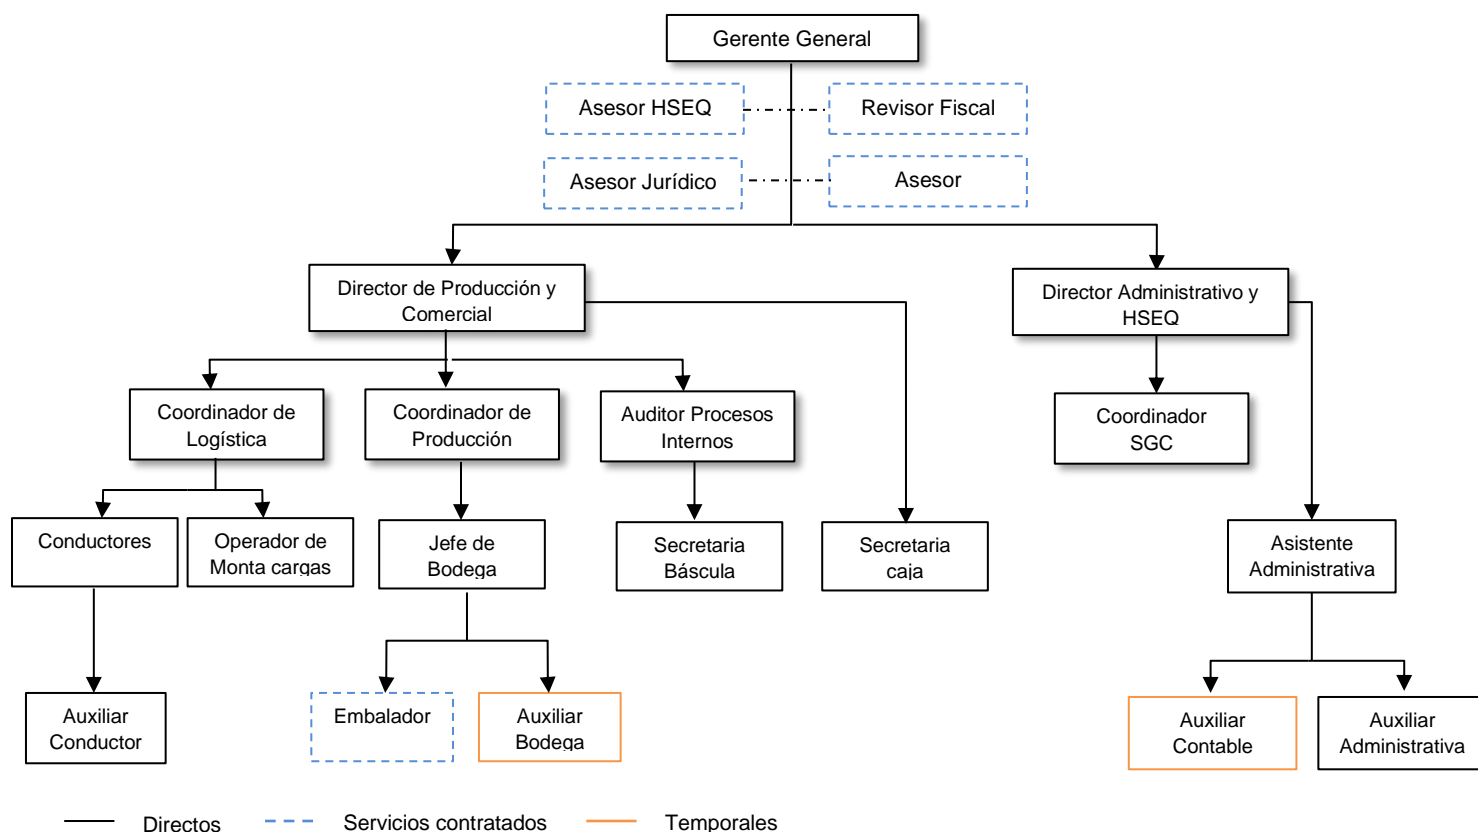 Gerente General
Asesor HSEQ
Revisor Fiscal
Asesor Jurídico
Asesor
Director de Producción y
Comercial
Director Administrativo y
HSEQ
Coordinador de
Logística
Coordinador de
Producción
Auditor Procesos
Internos
Coordinador
SGC
Conductores
Operador de
Monta cargas
Jefe de
Bodega
Secretaria
Báscula
Secretaria
caja
Asistente
Administrativa
Auxiliar
Conductor
Embalador
Auxiliar
Bodega
Auxiliar
Contable
Auxiliar
Administrativa
Directos
Servicios contratados
Temporales